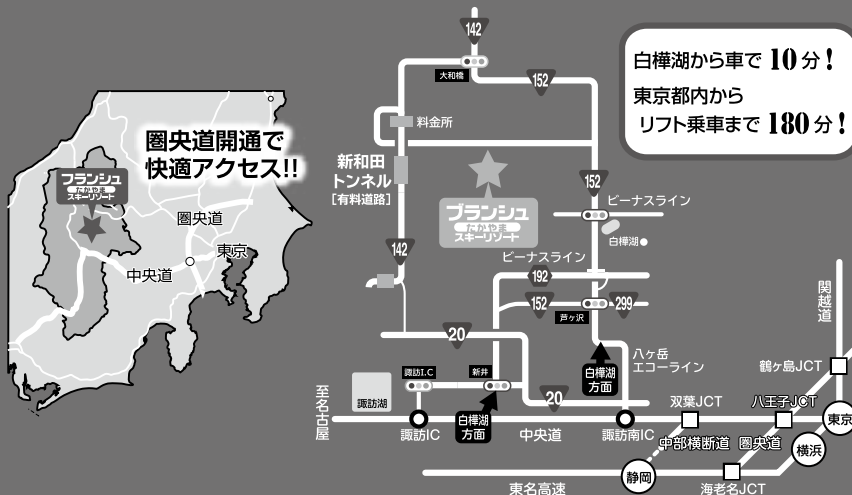 圏央道開通で
快適アクセス!!
ブランシュ
たかやま
スキーリゾート
圏央道
東京
中央道
142
大和橋
152
白樺湖から車で10分!
東京都内から
リフト乗車まで180分!
料金所
新和田
トンネル
[有料道路]
ブランシュ
たかやま
スキーリゾート
152
ビーナスライン
白樺湖
142
ビーナスライン
192
152
299
芦ヶ沢
20
八ヶ岳
エコーライン
関越道
諏訪I.C
新井
白樺湖
方面
鶴ヶ島JCT
諏訪湖
至名古屋
白樺湖
方面
20
双葉JCT
八王子JCT
東京
諏訪IC
中央道
諏訪南IC
中部横断道
圏央道
横浜
静岡
東名高速
海老名JCT